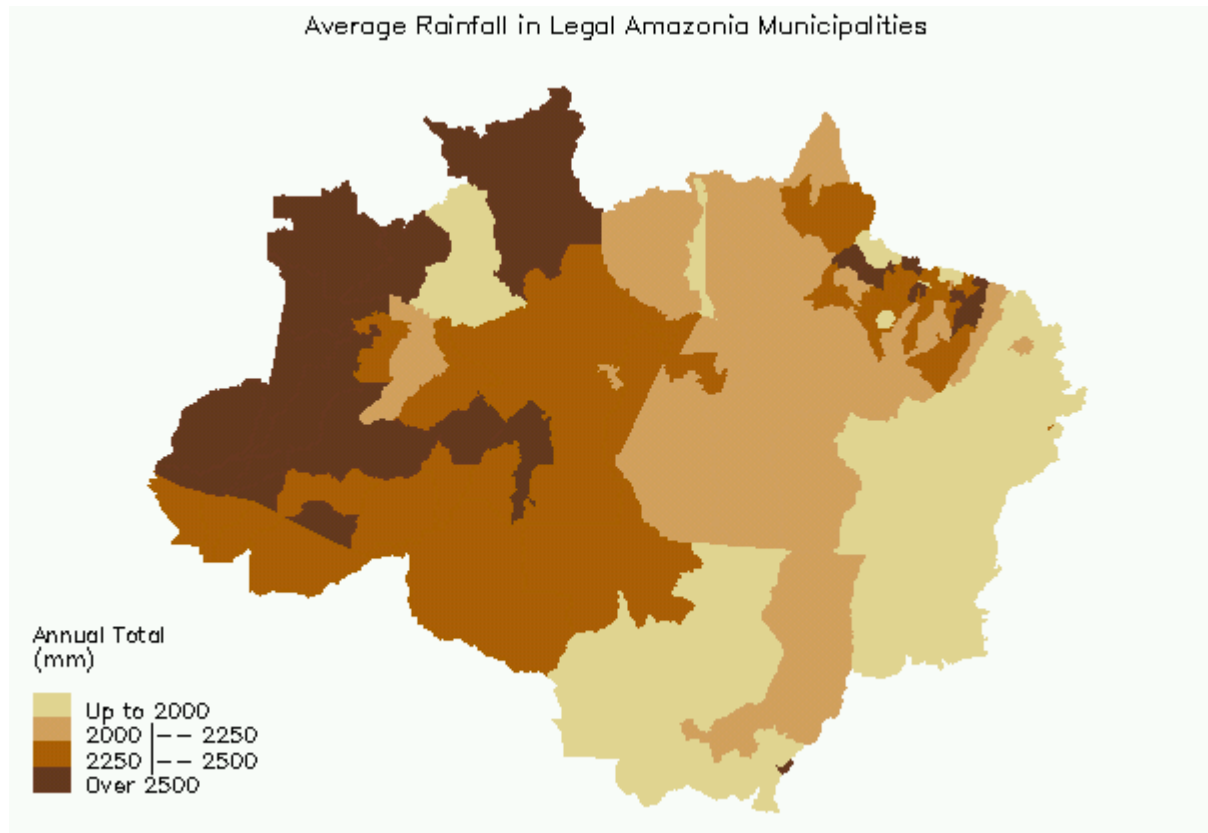 Average Rainfall in Legal Amazonia Municipalities
Annual Total
(mm)
Up to 2000
2000 |-- 2250
2250 |-- 2500
Over 2500